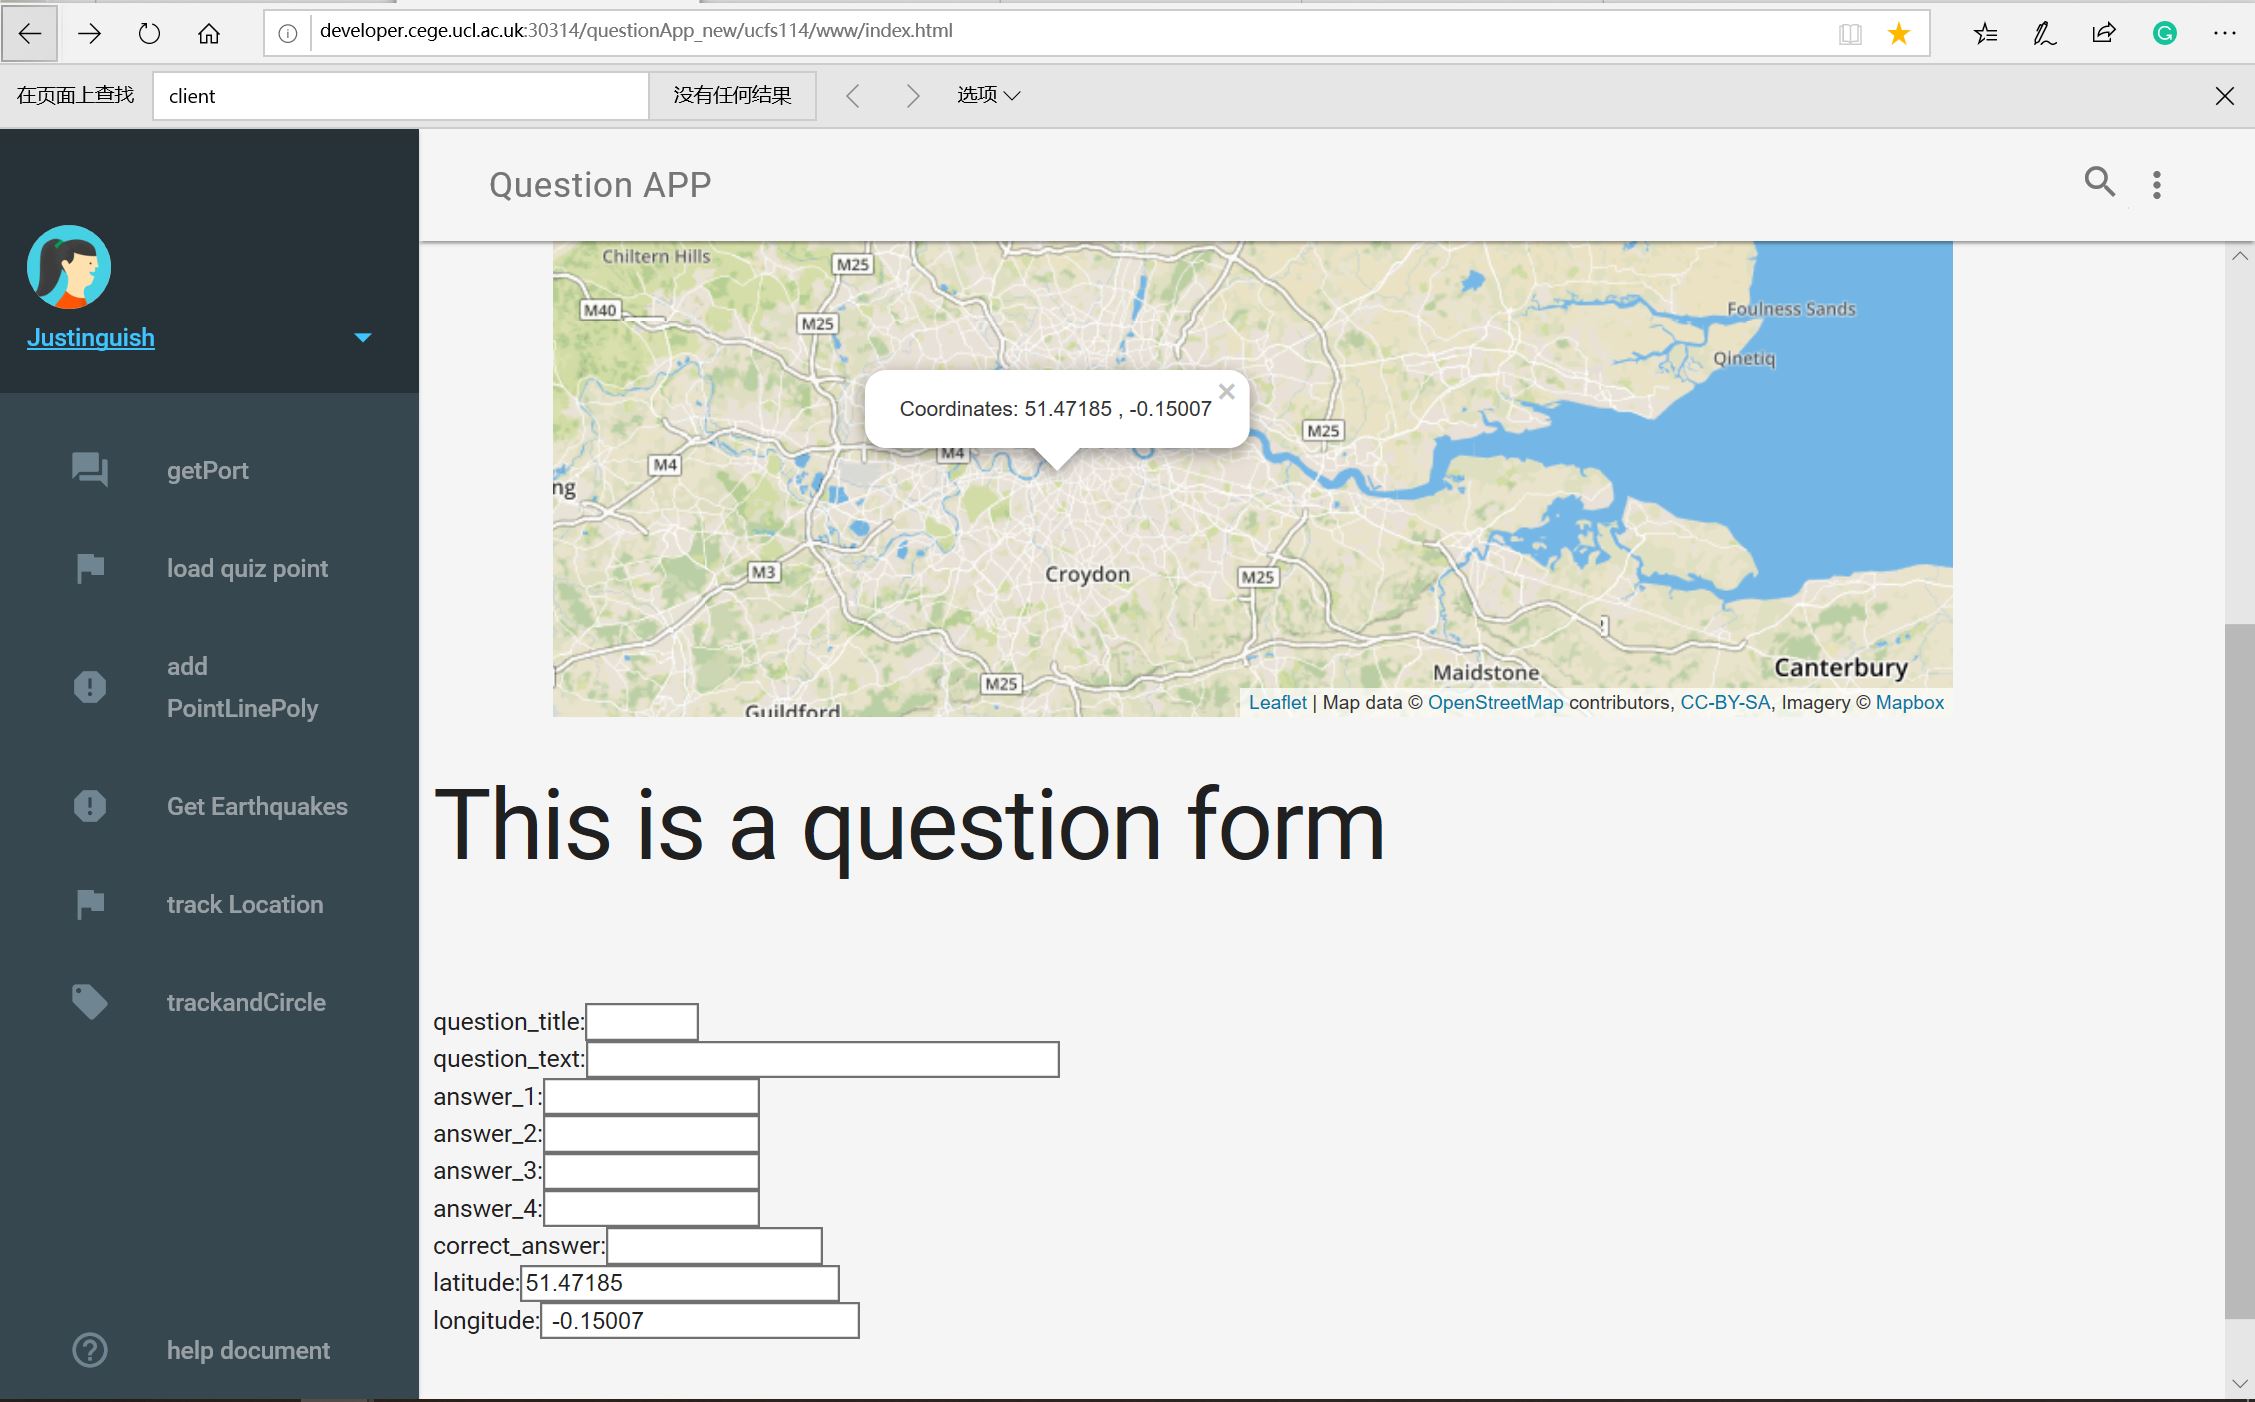 developer.cege.ucl.ac.uk:30314/questionApp_new/ucfs114/www/index.html
在页面上查找 client 没有任何结果 选项
Question APP
Justinguish
getPort
load quiz point
add
PointLinePoly
Get Earthquakes
track Location
trackandCircle
help document
Chiltern Hills
M25
M40
M25
Foulness Sands
Qinetiq
Coordinates: 51.47185 , -0.15007 ×
M25
M4
M4
ng
M3
Croydon
M25
Maidstone
Canterbury
M25
Guildford
Leaflet | Map data © OpenStreetMap contributors, CC-BY-SA, Imagery © Mapbox
This is a question form
question_title:
question_text:
answer_1:
answer_2:
answer_3:
answer_4:
correct_answer:
latitude: 51.47185
longitude: -0.15007